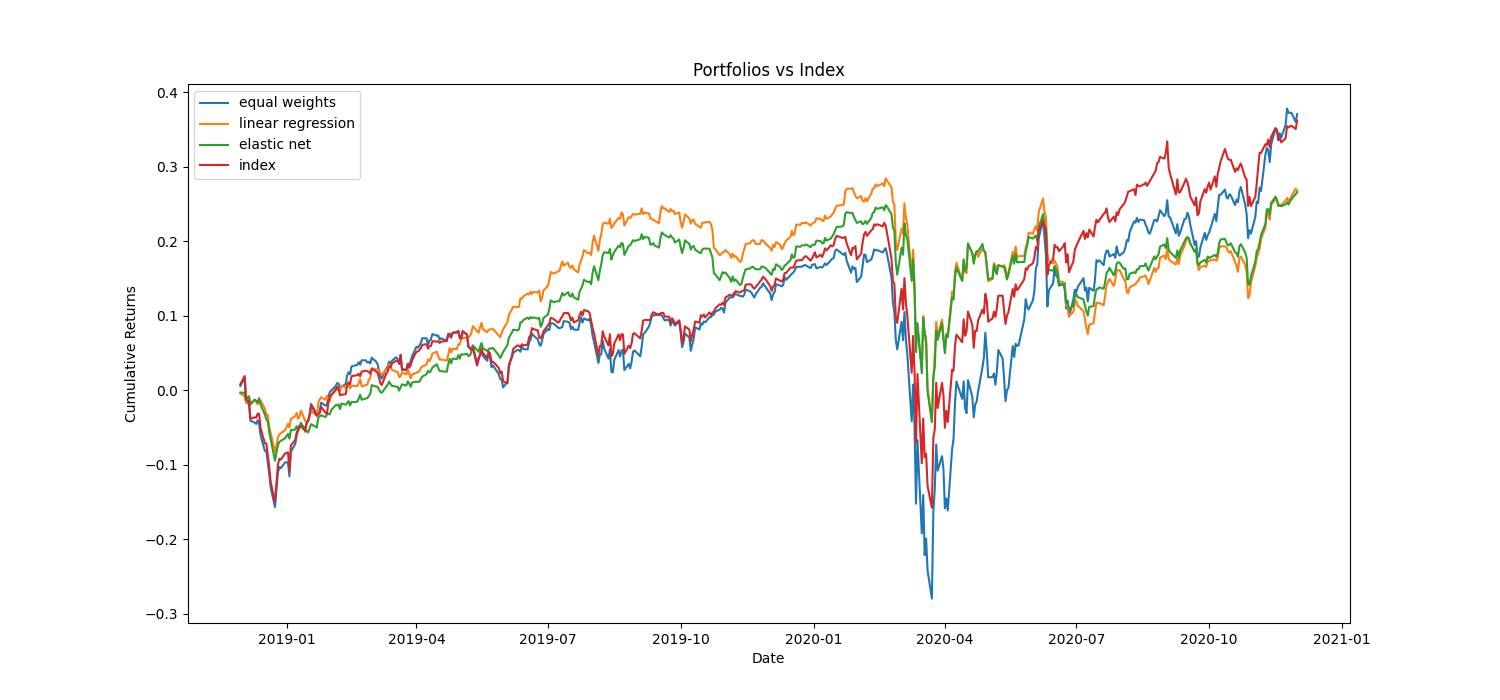 Portfolios vs Index
equal weights
linear regression
elastic net
index
Cumulative Returns
0.4
0.3
0.2
0.1
0.0
−0.1
−0.2
−0.3
2019-01 2019-04 2019-07 2019-10 2020-01 2020-04 2020-07 2020-10 2021-01
Date